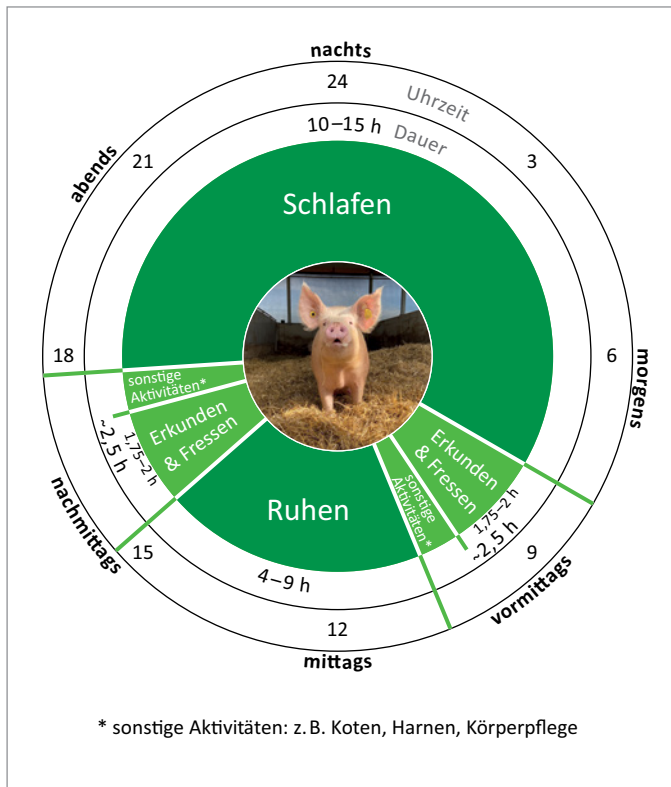 nachts
24
Uhrzeit
10–15 h
Dauer
abends
21
3
Schlafen
18
6
morgens
sonstige
Aktivitäten*
Erkunden
& Fressen
1,75–2 h
~2,5 h
nachmittags
15
Ruhen
4–9 h
Erkunden
& Fressen
sonstige
Aktivitäten*
1,75–2 h
~2,5 h
9
vormittags
12
mittags
* sonstige Aktivitäten: z. B. Koten, Harnen, Körperpflege